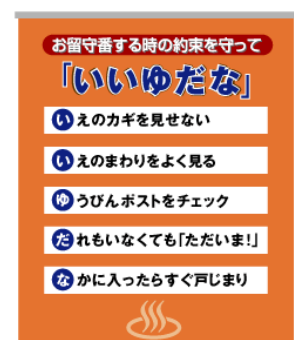 お留守番する時の約束を守って
「いいゆだな」
いえのカギを見せない
いえのまわりをよく見る
ゆうびんポストをチェック
だれもいなくても「ただいま!」
なかに入ったらすぐ戸じまり